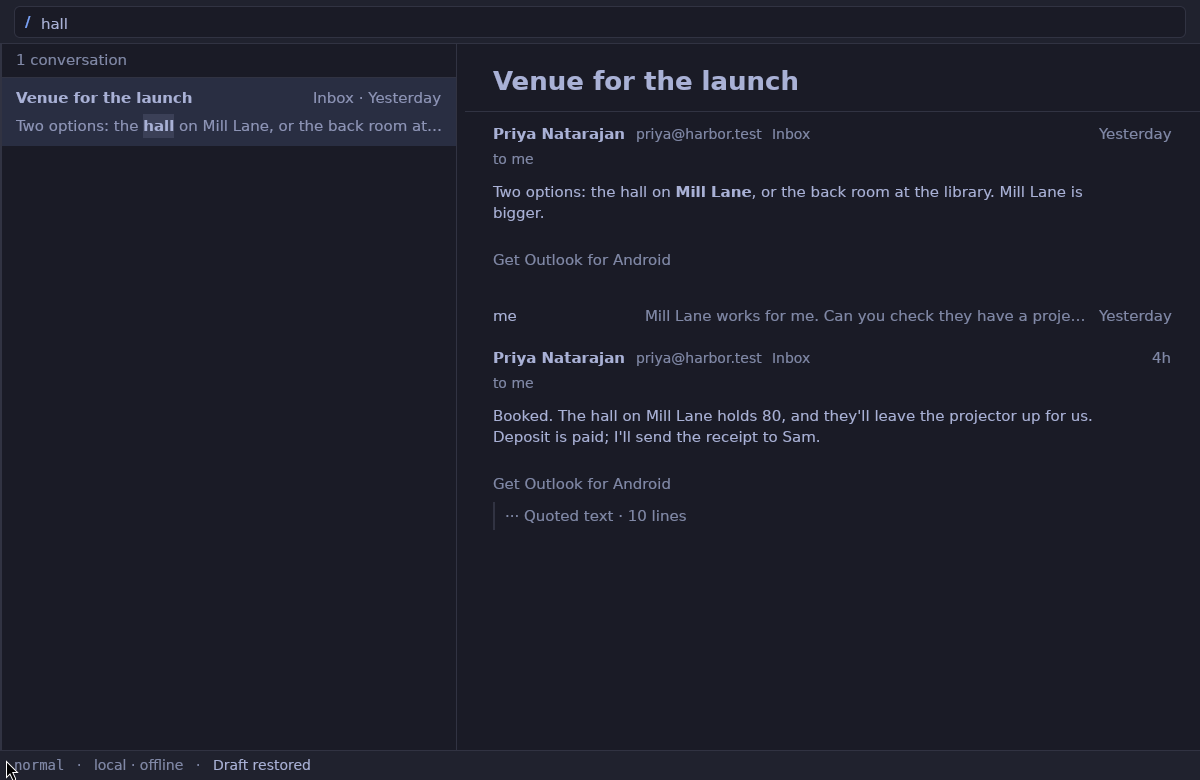 / hall
1 conversation
Venue for the launch Inbox · Yesterday
Two options: the hall on Mill Lane, or the back room at…
Venue for the launch
Priya Natarajan priya@harbor.test Inbox Yesterday
to me
Two options: the hall on Mill Lane, or the back room at the library. Mill Lane is
bigger.
Get Outlook for Android
me Mill Lane works for me. Can you check they have a proje… Yesterday
Priya Natarajan priya@harbor.test Inbox 4h
to me
Booked. The hall on Mill Lane holds 80, and they'll leave the projector up for us.
Deposit is paid; I'll send the receipt to Sam.
Get Outlook for Android
··· Quoted text · 10 lines
normal · local · offline · Draft restored